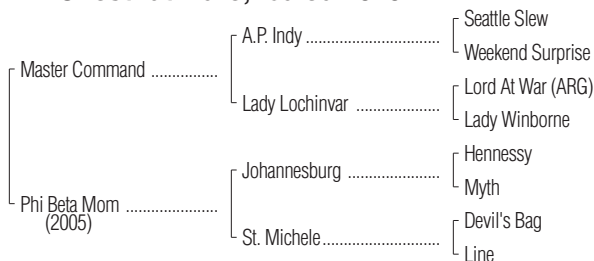 Seattle Slew
A.P. Indy ......................................
Weekend Surprise
Master Command ...................
Lord At War (ARG)
Lady Lochinvar ........................
Lady Winborne
Hennessy
Johannesburg ..........................
Myth
Phi Beta Mom ..........................
(2005)
Devil's Bag
St. Michele.................................
Line